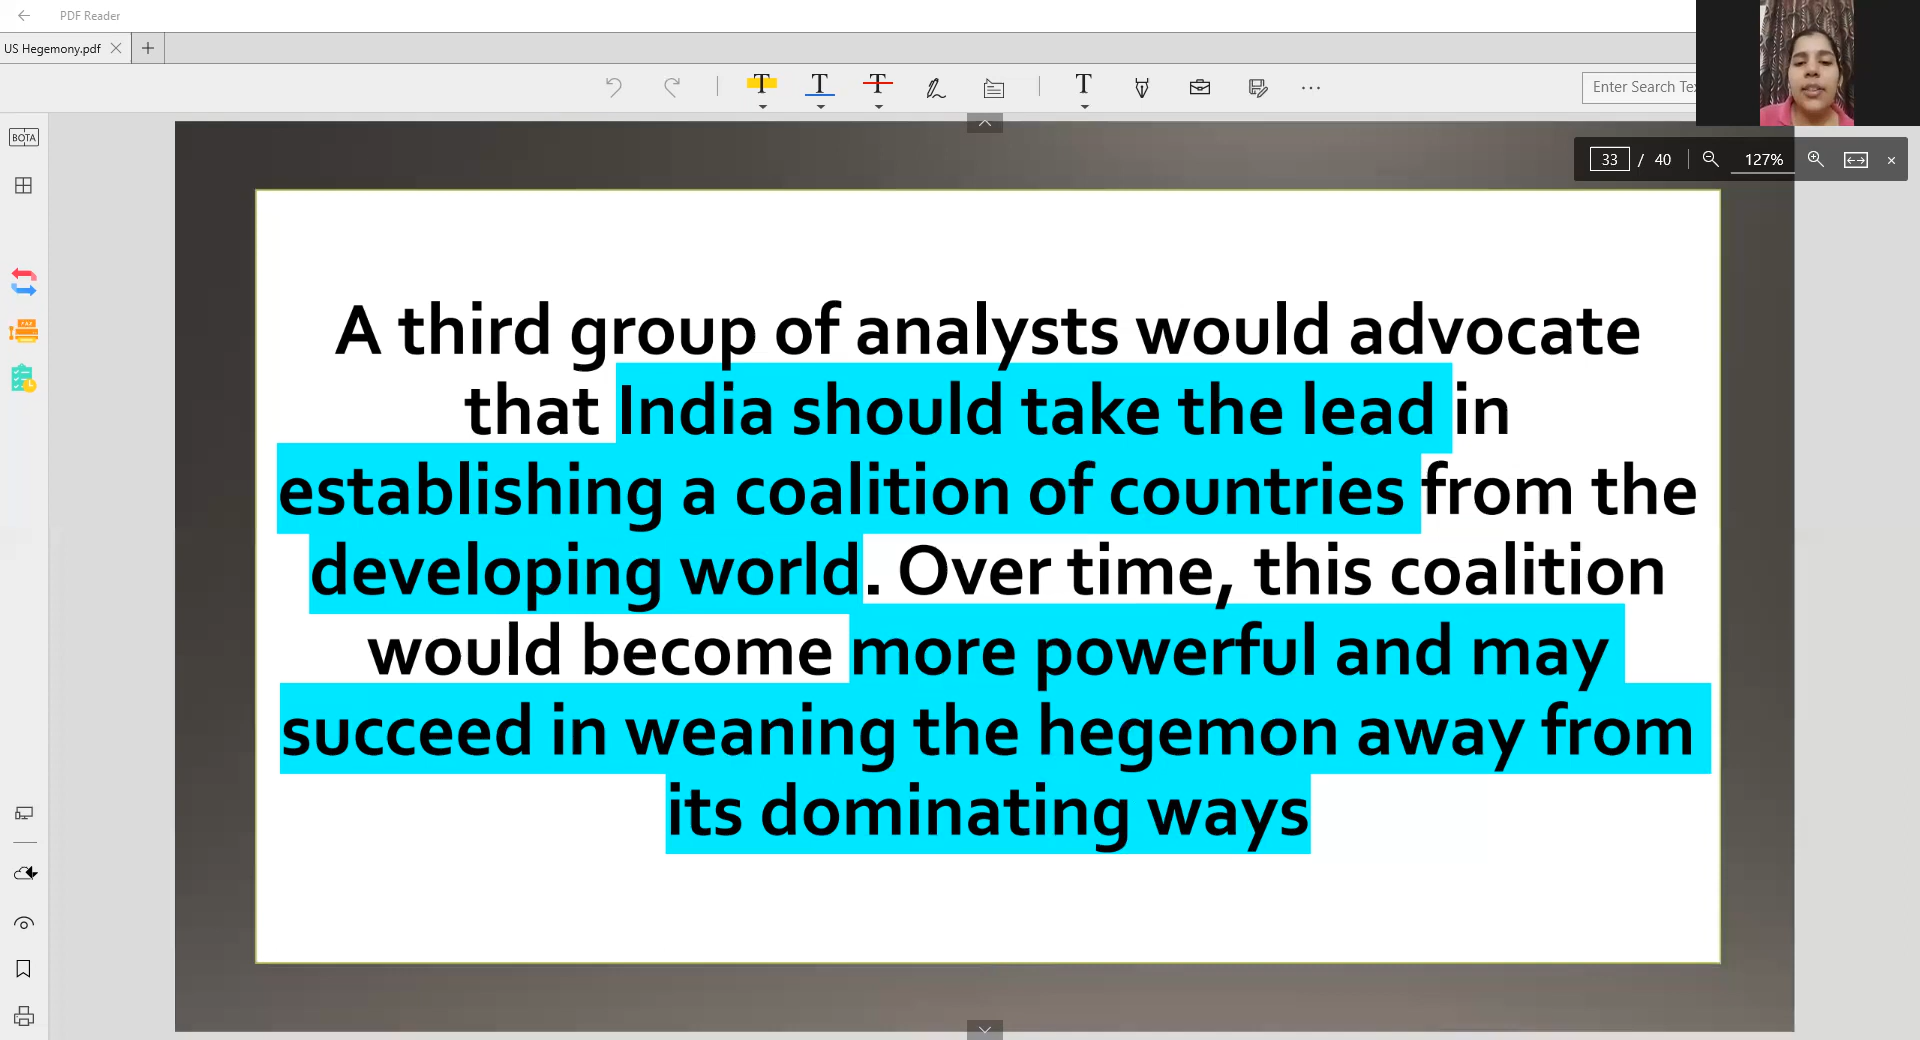 PDF Reader
US Hegemony.pdf
T T T T
Enter Search Tex
BOTA
33 / 40 127%
A third group of analysts would advocate
that India should take the lead in
establishing a coalition of countries from the
developing world. Over time, this coalition
would become more powerful and may
succeed in weaning the hegemon away from
its dominating ways